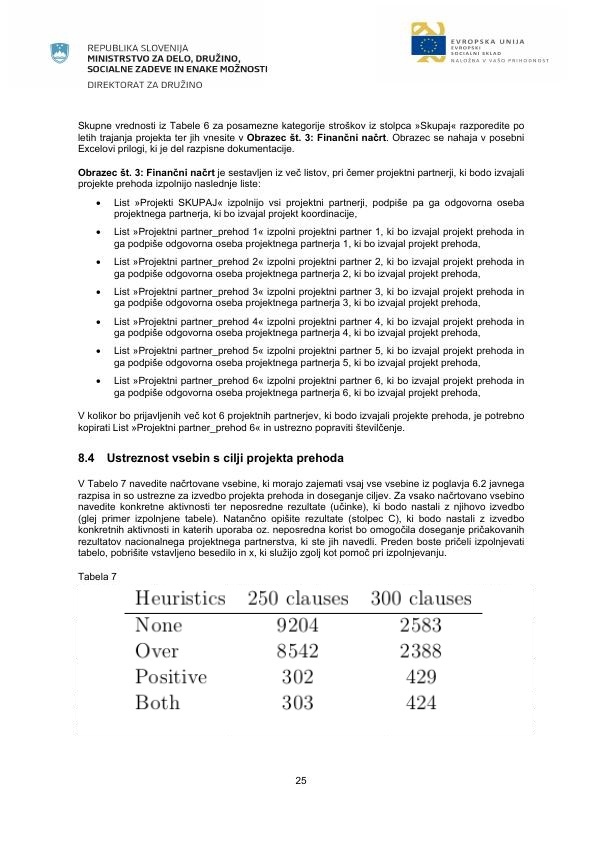 REPUBLIKA SLOVENIJA
MINISTRSTVO ZA DELO, DRUŽINO,
SOCIALNE ZADEVE IN ENAKE MOŽNOSTI
DIREKTORAT ZA DRUŽINO
EVROPSKA UNIJA
EVROPSKI
SOCIALNI SKLAD
NALOŽBA V VAŠO PRIHODNOST
Skupne vrednosti iz Tabele 6 za posamezne kategorije stroškov iz stolpca »Skupaj« razporedite po
letih trajanja projekta ter jih vnesite v Obrazec št. 3: Finančni načrt. Obrazec se nahaja v posebni
Excelovi prilogi, ki je del razpisne dokumentacije.
Obrazec št. 3: Finančni načrt je sestavljen iz več listov, pri čemer projektni partnerji, ki bodo izvajali
projekte prehoda izpolnijo naslednje liste:
• List »Projekti SKUPAJ« izpolnijo vsi projektni partnerji, podpiše pa ga odgovorna oseba
projektnega partnerja, ki bo izvajal projekt koordinacije,
• List »Projektni partner_prehod 1« izpolni projektni partner 1, ki bo izvajal projekt prehoda in
ga podpiše odgovorna oseba projektnega partnerja 1, ki bo izvajal projekt prehoda,
• List »Projektni partner_prehod 2« izpolni projektni partner 2, ki bo izvajal projekt prehoda in
ga podpiše odgovorna oseba projektnega partnerja 2, ki bo izvajal projekt prehoda,
• List »Projektni partner_prehod 3« izpolni projektni partner 3, ki bo izvajal projekt prehoda in
ga podpiše odgovorna oseba projektnega partnerja 3, ki bo izvajal projekt prehoda,
• List »Projektni partner_prehod 4« izpolni projektni partner 4, ki bo izvajal projekt prehoda in
ga podpiše odgovorna oseba projektnega partnerja 4, ki bo izvajal projekt prehoda,
• List »Projektni partner_prehod 5« izpolni projektni partner 5, ki bo izvajal projekt prehoda in
ga podpiše odgovorna oseba projektnega partnerja 5, ki bo izvajal projekt prehoda,
• List »Projektni partner_prehod 6« izpolni projektni partner 6, ki bo izvajal projekt prehoda in
ga podpiše odgovorna oseba projektnega partnerja 6, ki bo izvajal projekt prehoda,
V kolikor bo prijavljenih več kot 6 projektnih partnerjev, ki bodo izvajali projekte prehoda, je potrebno
kopirati List »Projektni partner_prehod 6« in ustrezno popraviti številčenje.
8.4 Ustreznost vsebin s cilji projekta prehoda
V Tabelo 7 navedite načrtovane vsebine, ki morajo zajemati vsaj vse vsebine iz poglavja 6.2 javnega
razpisa in so ustrezne za izvedbo projekta prehoda in doseganje ciljev. Za vsako načrtovano vsebino
navedite konkretne aktivnosti ter neposredne rezultate (učinke), ki bodo nastali z njihovo izvedbo
(glej primer izpolnjene tabele). Natančno opišite rezultate (stolpec C), ki bodo nastali z izvedbo
konkretnih aktivnosti in katerih uporaba oz. neposredna korist bo omogočila doseganje pričakovanih
rezultatov nacionalnega projektnega partnerstva, ki ste jih navedli. Preden boste pričeli izpolnjevati
tabelo, pobrišite vstavljeno besedilo in x, ki služijo zgolj kot pomoč pri izpolnjevanju.
Tabela 7
Heuristics 250 clauses 300 clauses
None 9204 2583
Over 8542 2388
Positive 302 429
Both 303 424
25